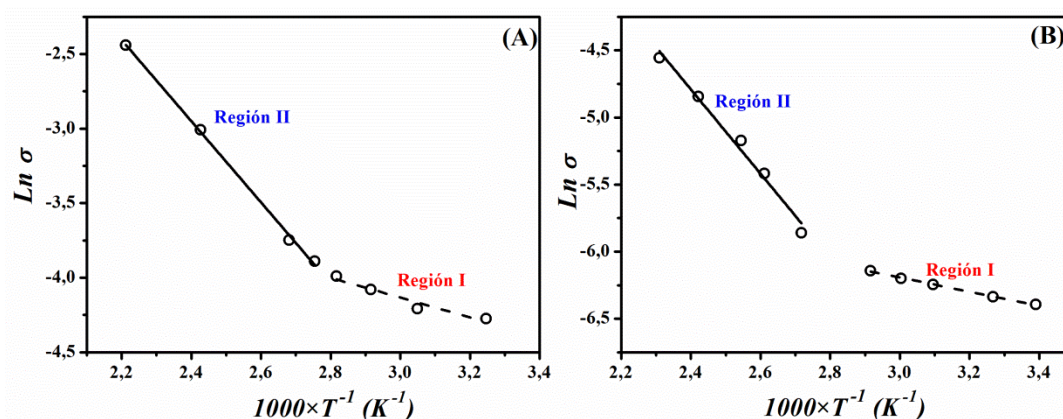 (A)
-2,5
-3,0
-3,5
-4,0
-4,5
Ln σ
Región II
Región I
2,2 2,4 2,6 2,8 3,0 3,2 3,4
1000×T⁻¹ (K⁻¹)
(B)
-4,5
-5,0
-5,5
-6,0
-6,5
Ln σ
Región II
Región I
2,2 2,4 2,6 2,8 3,0 3,2 3,4
1000×T⁻¹ (K⁻¹)